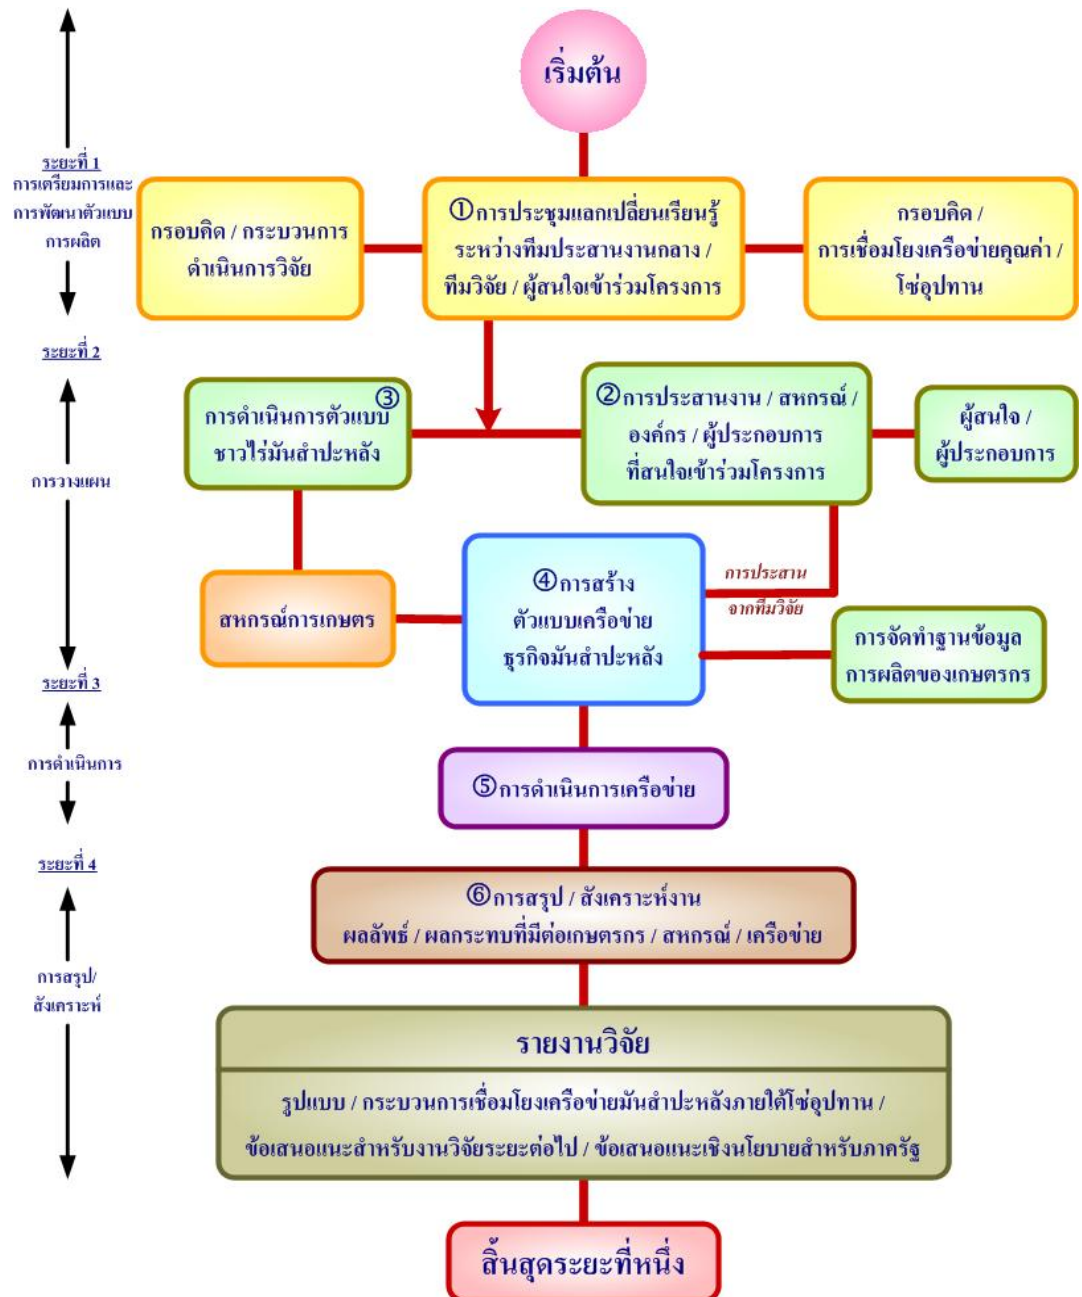 เริ่มต้น
ระยะที่ 1
การเตรียมการและ
การพัฒนาตัวแบบ
การผลิต
กรอบคิด / กระบวนการ
ดำเนินการวิจัย
①การประชุมแลกเปลี่ยนเรียนรู้
ระหว่างทีมประสานงานกลาง /
ทีมวิจัย / ผู้สนใจเข้าร่วมโครงการ
กรอบคิด /
การเชื่อมโยงเครือข่ายคุณค่า /
โซ่อุปทาน
ระยะที่ 2
การวางแผน
③
การดำเนินการตัวแบบ
ชาวไร่มันสำปะหลัง
②การประสานงาน / สหกรณ์ /
องค์กร / ผู้ประกอบการ
ที่สนใจเข้าร่วมโครงการ
ผู้สนใจ /
ผู้ประกอบการ
สหกรณ์การเกษตร
④การสร้าง
ตัวแบบเครือข่าย
ธุรกิจมันสำปะหลัง
การประสาน
จากทีมวิจัย
การจัดทำฐานข้อมูล
การผลิตของเกษตรกร
ระยะที่ 3
การดำเนินการ
⑤การดำเนินการเครือข่าย
ระยะที่ 4
การสรุป/
สังเคราะห์
⑥การสรุป / สังเคราะห์งาน
ผลลัพธ์ / ผลกระทบที่มีต่อเกษตรกร / สหกรณ์ / เครือข่าย
รายงานวิจัย
รูปแบบ / กระบวนการเชื่อมโยงเครือข่ายมันสำปะหลังภายใต้โซ่อุปทาน /
ข้อเสนอแนะสำหรับงานวิจัยระยะต่อไป / ข้อเสนอแนะเชิงนโยบายสำหรับภาครัฐ
สิ้นสุดระยะที่หนึ่ง